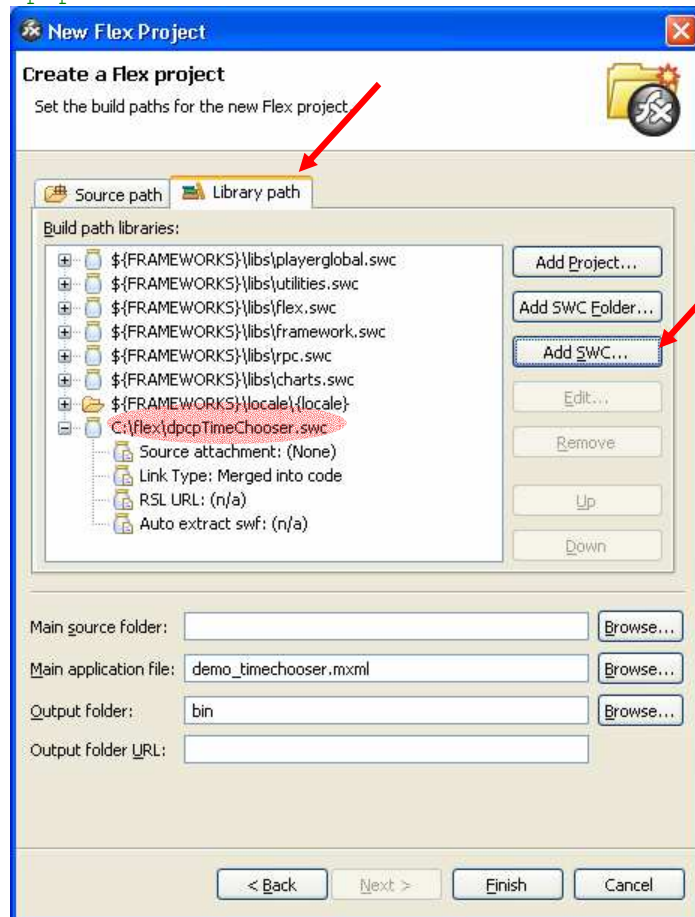 New Flex Project
Create a Flex project
Set the build paths for the new Flex project.
Source path
Library path
Build path libraries:
${FRAMEWORKS}\libs\playerglobal.swc
${FRAMEWORKS}\libs\utilities.swc
${FRAMEWORKS}\libs\flex.swc
${FRAMEWORKS}\libs\framework.swc
${FRAMEWORKS}\libs\rpc.swc
${FRAMEWORKS}\libs\charts.swc
${FRAMEWORKS}\locale\{locale}
C:\flex\dpcpTimeChooser.swc
Source attachment: (None)
Link Type: Merged into code
RSL URL: (n/a)
Auto extract swf: (n/a)
Add Project...
Add SWC Folder...
Add SWC...
Edit...
Remove
Up
Down
Main source folder:
Browse...
Main application file: demo_timechooser.mxml
Browse...
Output folder: bin
Browse...
Output folder URL:
< Back
Next >
Finish
Cancel